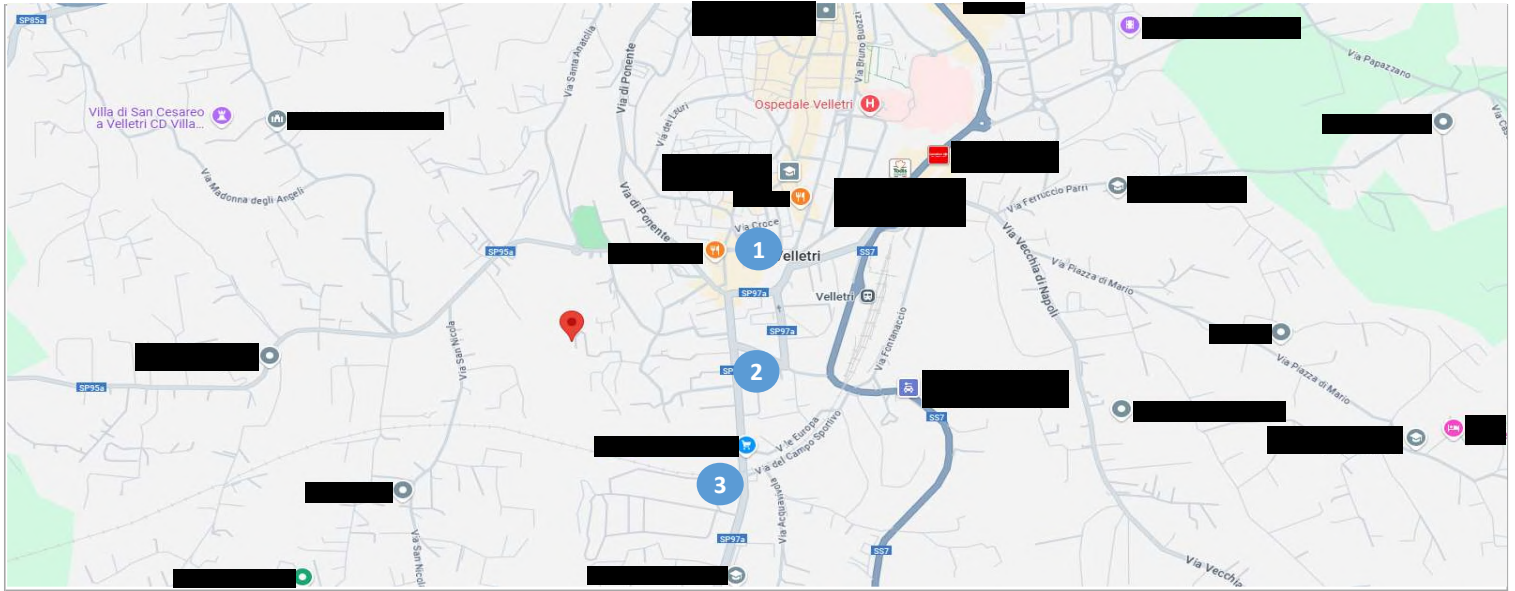 SP85a
Via Santa Anatolia
Via di Ponente
Via Bruno Buozzi
Via Papazzano
Villa di San Cesareo
a Velletri CD Villa...
Ospedale Velletri
H
Via dei Lauri
Via Madonna degli Angeli
Via di Ponente
Via Croce
Via Ferruccio Parri
SP95a
1
elletri
SS7
Via Vecchia di Napoli
Via Piazza di Mario
SP97a
Velletri
SP97a
Via San Nicola
Via Fontanaccio
Via Piazza di Mario
SP95a
SP
2
SS7
V.le Europa
Via del Campo Sportivo
3
Via Acquavivola
Via San Nicol
SP97a
SS7
Via Vecchia